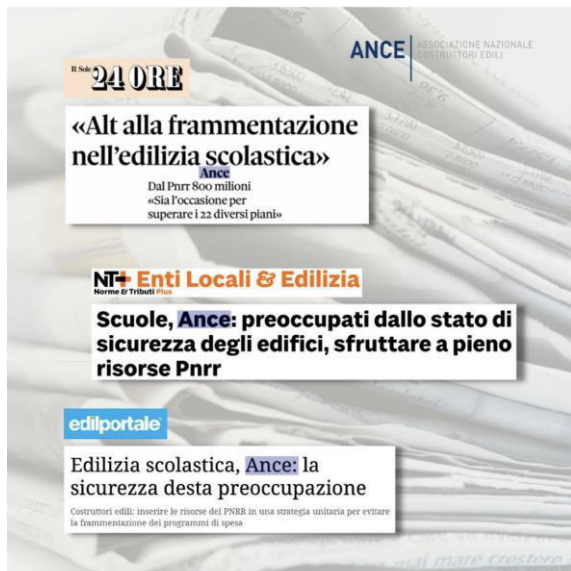 ANCE ASSOCIAZIONE NAZIONALE
COSTRUTTORI EDILI
Il Sole
24 ORE
«Alt alla frammentazione
nell'edilizia scolastica»
Ance
Dal Pnrr 800 milioni
«Sia l'occasione per
superare i 22 diversi piani»
NT+ Enti Locali & Edilizia
Norme & Tributi Plus
Scuole, Ance: preoccupati dallo stato di
sicurezza degli edifici, sfruttare a pieno
risorse Pnrr
edilportale
Edilizia scolastica, Ance: la
sicurezza desta preoccupazione
Costruttori edili: inserire le risorse del PNRR in una strategia unitaria per evitare
la frammentazione dei programmi di spesa
mai mare crestere